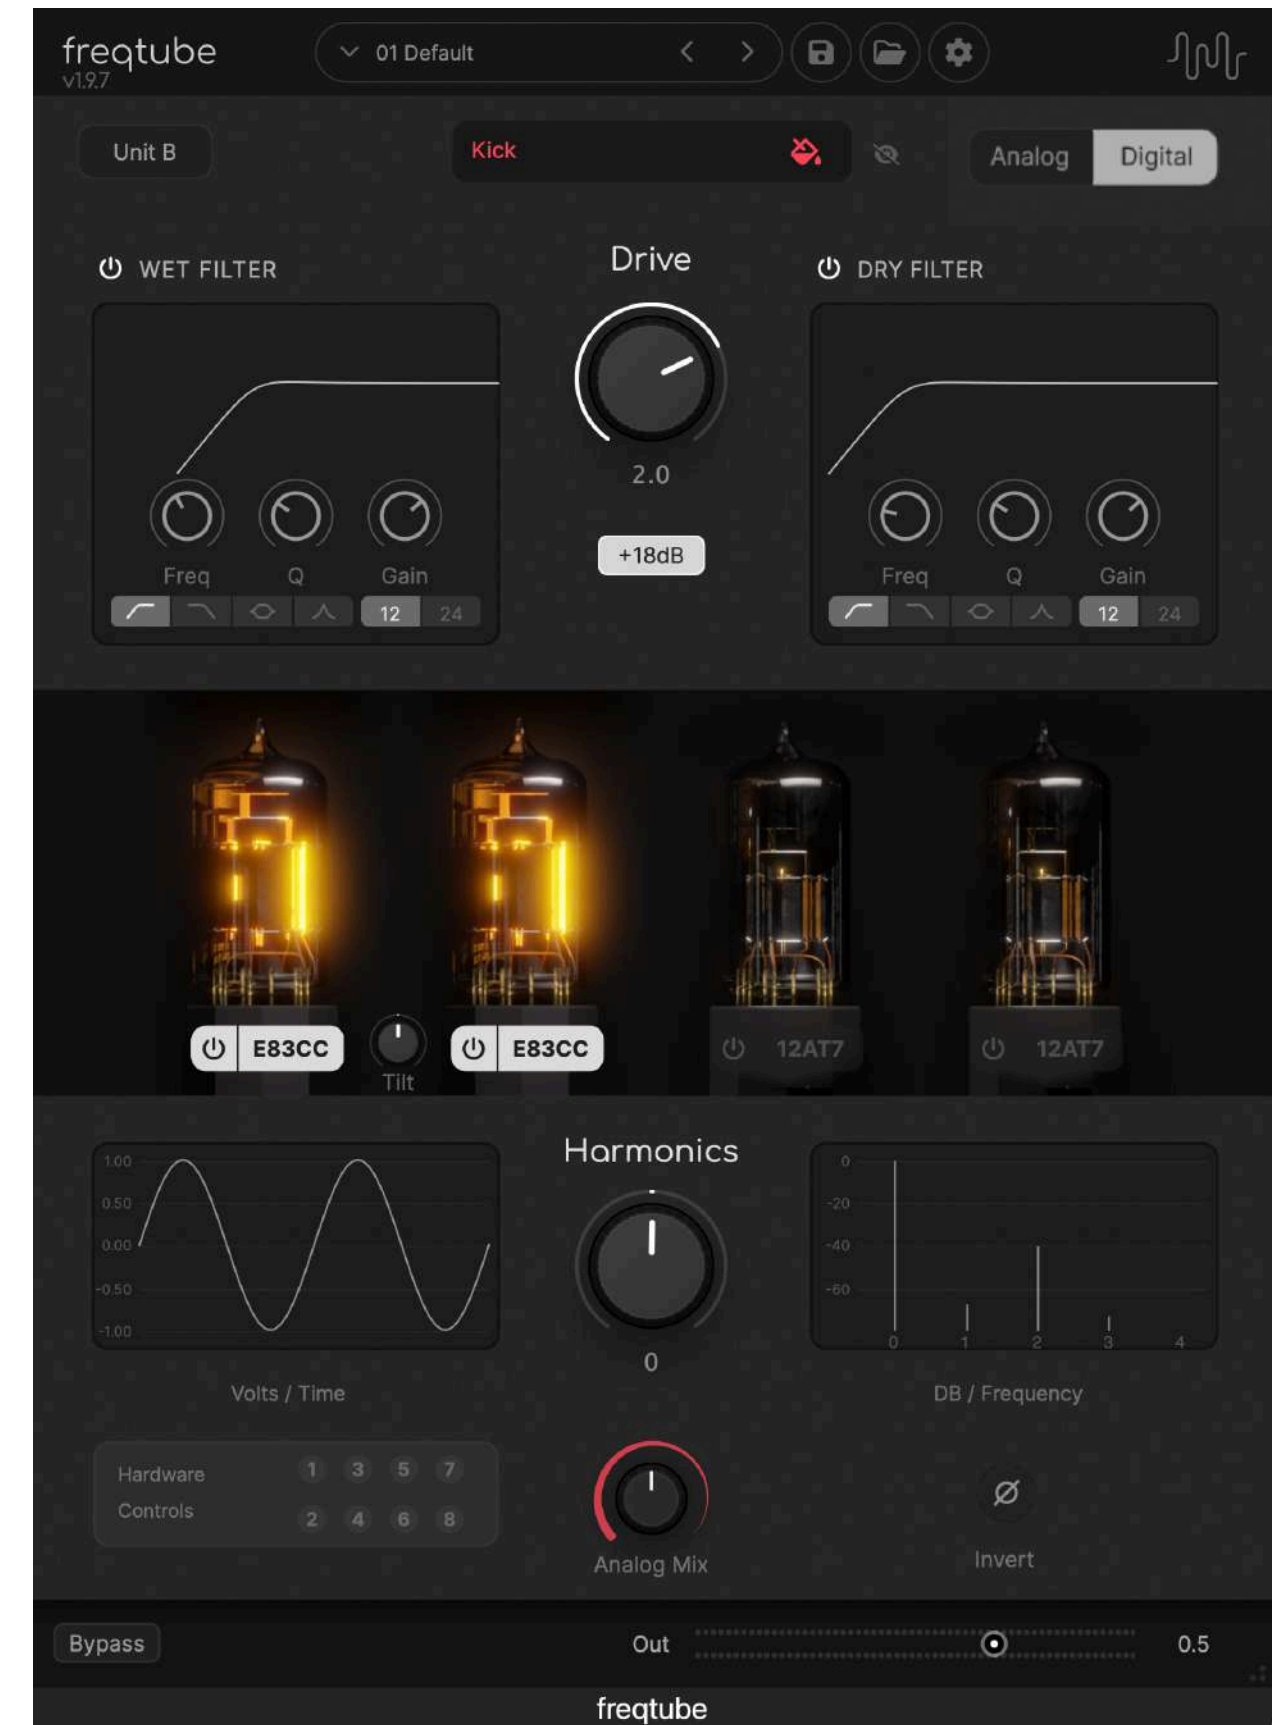 freqtube
v1.9.7
01 Default
Unit B
Kick
Analog
Digital
WET FILTER
Drive
DRY FILTER
2.0
+18dB
Freq
Q
Gain
12
24
Freq
Q
Gain
12
24
E83CC
Tilt
E83CC
12AT7
12AT7
Harmonics
1.00
0.50
0.00
-0.50
-1.00
Volts / Time
0
0
-20
-40
-60
0 1 2 3 4
DB / Frequency
Hardware
Controls
1 3 5 7
2 4 6 8
Analog Mix
Invert
Bypass
Out
0.5
freqtube